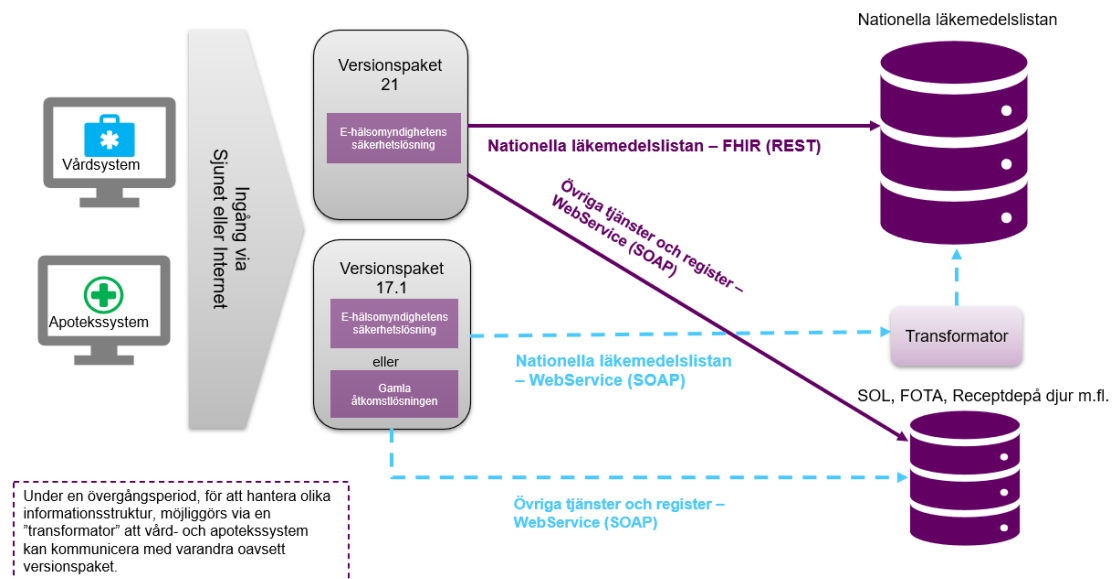 Nationella läkemedelslistan
Vårdsystem
Apotekssystem
Ingång via
Sjunet eller Internet
Versionspaket
21
E-hälsomyndighetens
säkerhetslösning
Versionspaket
17.1
E-hälsomyndighetens
säkerhetslösning
eller
Gamla
åtkomstlösningen
Nationella läkemedelslistan – FHIR (REST)
Övriga tjänster och register –
WebService (SOAP)
Nationella läkemedelslistan
– WebService (SOAP)
Transformator
SOL, FOTA, Receptdepå djur m.fl.
Övriga tjänster och register –
WebService (SOAP)
Under en övergångsperiod, för att hantera olika
informationsstruktur, möjliggörs via en
”transformator” att vård- och apotekssystem
kan kommunicera med varandra oavsett
versionspaket.